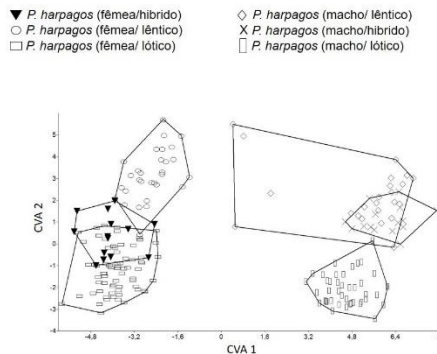 P. harpagos (fêmea/hibrido)
P. harpagos (fêmea/ lêntico)
P. harpagos (fêmea/ lótico)
P. harpagos (macho/ lêntico)
P. harpagos (macho/hibrido)
P. harpagos (macho/ lótico)
CVA 2
5
4
3
2
1
0
-1
-2
-3
-4
-4,8
-3,2
-1,6
0
1,6
3,2
4,8
6,4
CVA 1